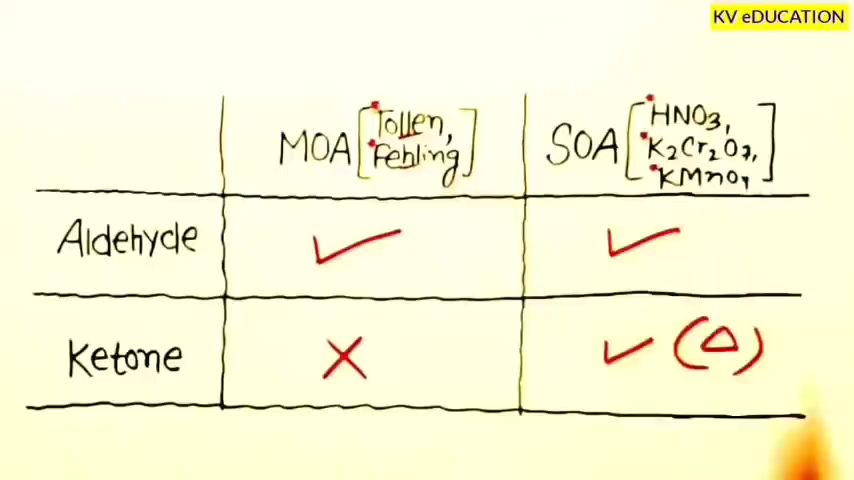 KV eDUCATION
MOA [Tollen, Fehling]
SOA [HNO3, K2Cr2O7, KMnO4]
Aldehyde ✓ ✓
Ketone ✗ ✓ (Δ)